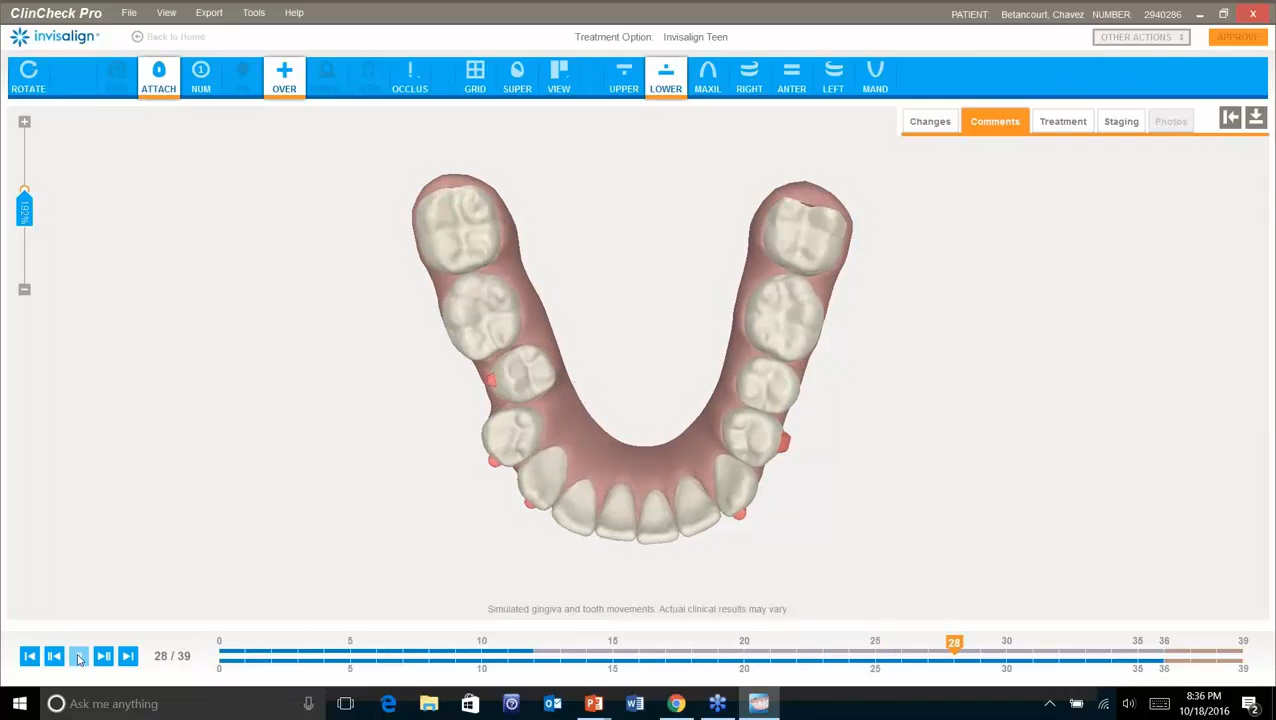 ClinCheck Pro File View Export Tools Help PATIENT: Betancourt, Chavez NUMBER: 2940286
invisalign Back to Home Treatment Option: Invisalign Teen OTHER ACTIONS APPROVE
ROTATE ATTACH NUM OVER OCCLUS GRID SUPER VIEW UPPER LOWER MAXIL RIGHT ANTER LEFT MAND
Changes Comments Treatment Staging Photos
192%
Simulated gingiva and tooth movements. Actual clinical results may vary.
0 5 10 15 20 25 28 30 35 36 39
28 / 39
0 5 10 15 20 25 30 35 36 39
Ask me anything
8:36 PM
10/18/2016
2